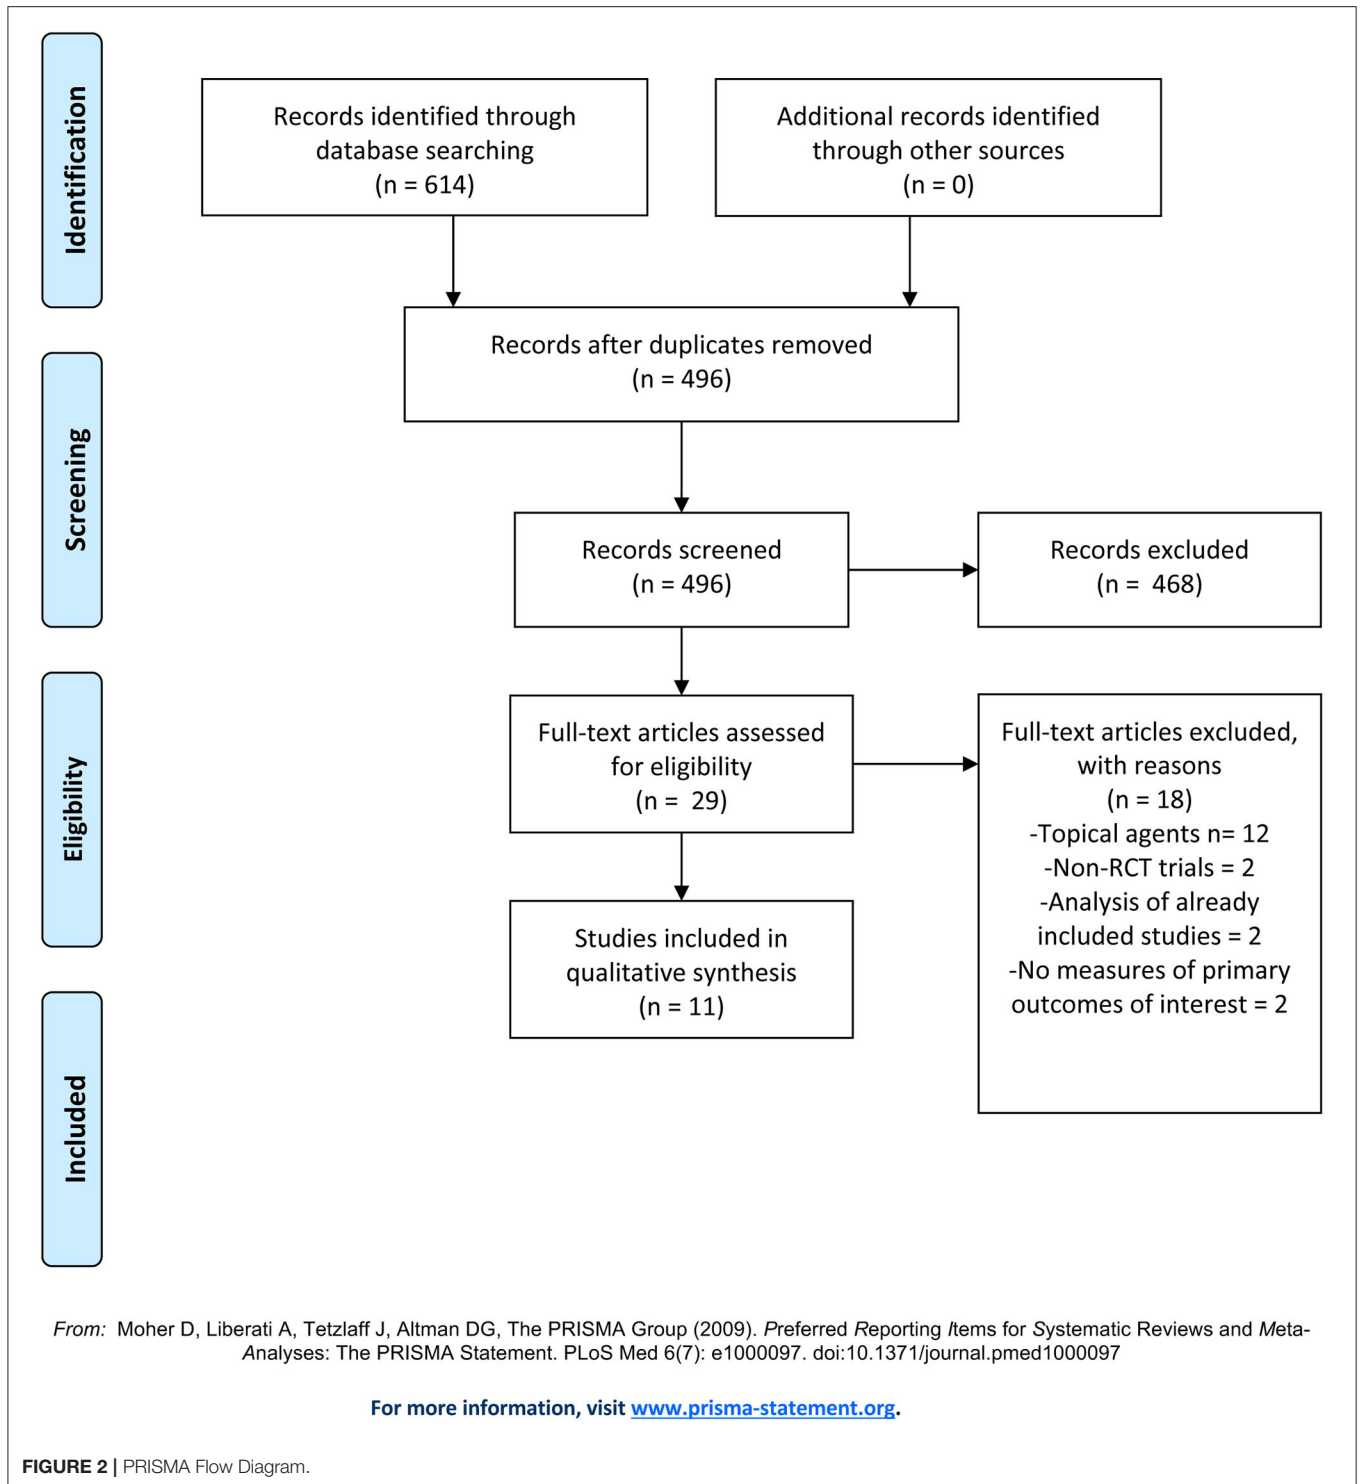 Identification
Records identified through
database searching
(n = 614)
Additional records identified
through other sources
(n = 0)
Records after duplicates removed
(n = 496)
Screening
Records screened
(n = 496)
Records excluded
(n =  468)
Eligibility
Full-text articles assessed
for eligibility
(n =  29)
Full-text articles excluded,
with reasons
(n = 18)
-Topical agents n= 12
-Non-RCT trials = 2
-Analysis of already
included studies = 2
-No measures of primary
outcomes of interest = 2
Studies included in
qualitative synthesis
(n = 11)
Included
From:  Moher D, Liberati A, Tetzlaff J, Altman DG, The PRISMA Group (2009). Preferred Reporting Items for Systematic Reviews and Meta-
Analyses: The PRISMA Statement. PLoS Med 6(7): e1000097. doi:10.1371/journal.pmed1000097
For more information, visit www.prisma-statement.org.
FIGURE 2 | PRISMA Flow Diagram.